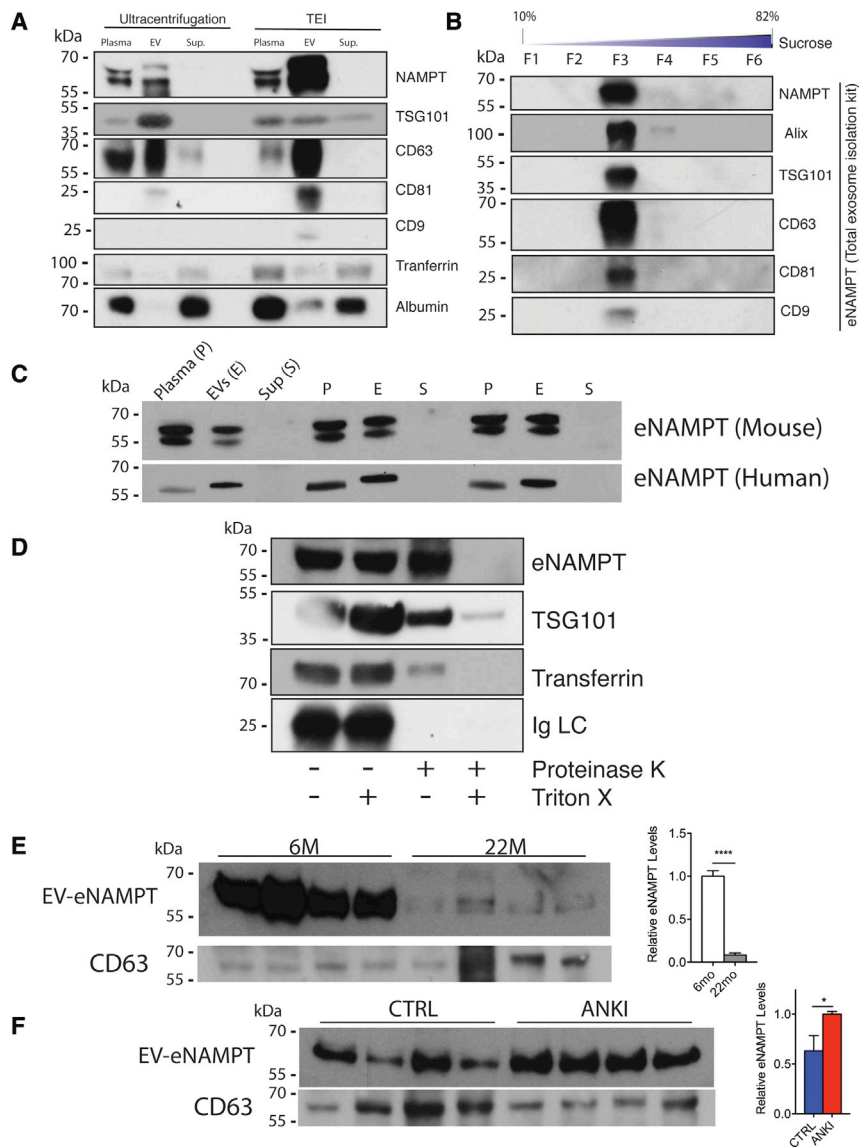 A
Ultracentrifugation TEI
kDa Plasma EV Sup. Plasma EV Sup.
70
55
NAMPT
55
35
TSG101
70
55
CD63
25
CD81
25
CD9
100
70
Tranferrin
70
Albumin
B
10% 82%
Sucrose
kDa F1 F2 F3 F4 F5 F6
70
55
NAMPT
100
Alix
55
35
TSG101
70
55
CD63
25
CD81
25
CD9
eNAMPT (Total exosome isolation kit)
C
kDa Plasma (P) EVs (E) Sup (S) P E S P E S
70
55
eNAMPT (Mouse)
70
55
eNAMPT (Human)
D
kDa
70
55
eNAMPT
55
35
TSG101
70
Transferrin
25
Ig LC
- - + + Proteinase K
- + - + Triton X
E
kDa 6M 22M
EV-eNAMPT
70
55
CD63
70
55
Relative eNAMPT Levels
1.5
1.0
0.5
0.0
****
6mo
22mo
F
kDa CTRL ANKI
EV-eNAMPT
70
55
CD63
70
55
Relative eNAMPT Levels
1.0
0.5
0.0
*
CTRL
ANKI